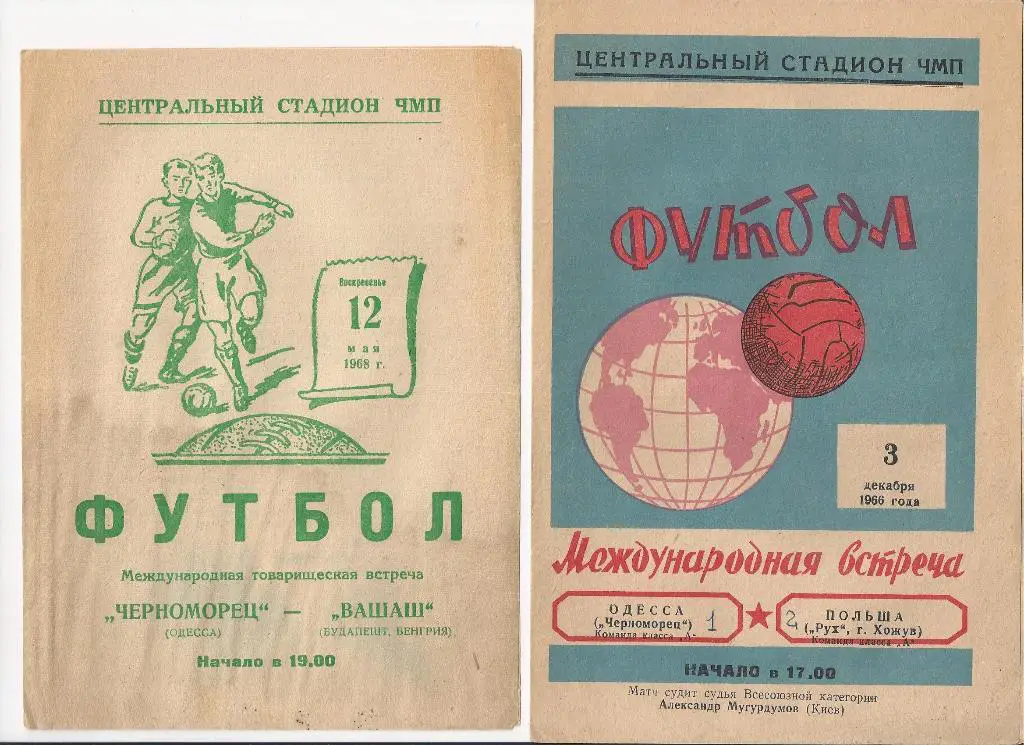 ЦЕНТРАЛЬНЫЙ СТАДИОН ЧМП
Воскресенье
12
мая
1968 г.
ФУТБОЛ
Международная товарищеская встреча
„ЧЕРНОМОРЕЦ“ — „ВАШАШ“
(ОДЕССА) (БУДАПЕШТ, ВЕНГРИЯ)
Начало в 19.00
ЦЕНТРАЛЬНЫЙ СТАДИОН ЧМП
ФУТБОЛ
3
декабря
1966 года
Международная встреча
ОДЕССА
(„Черноморец“) 1
Команда класса „А“
2 ПОЛЬША
(„Рух“, г. Хожув)
Команда класса „А“
НАЧАЛО в 17.00
Матч судит судья Всесоюзной категории
Александр Мугурдумов (Киев)